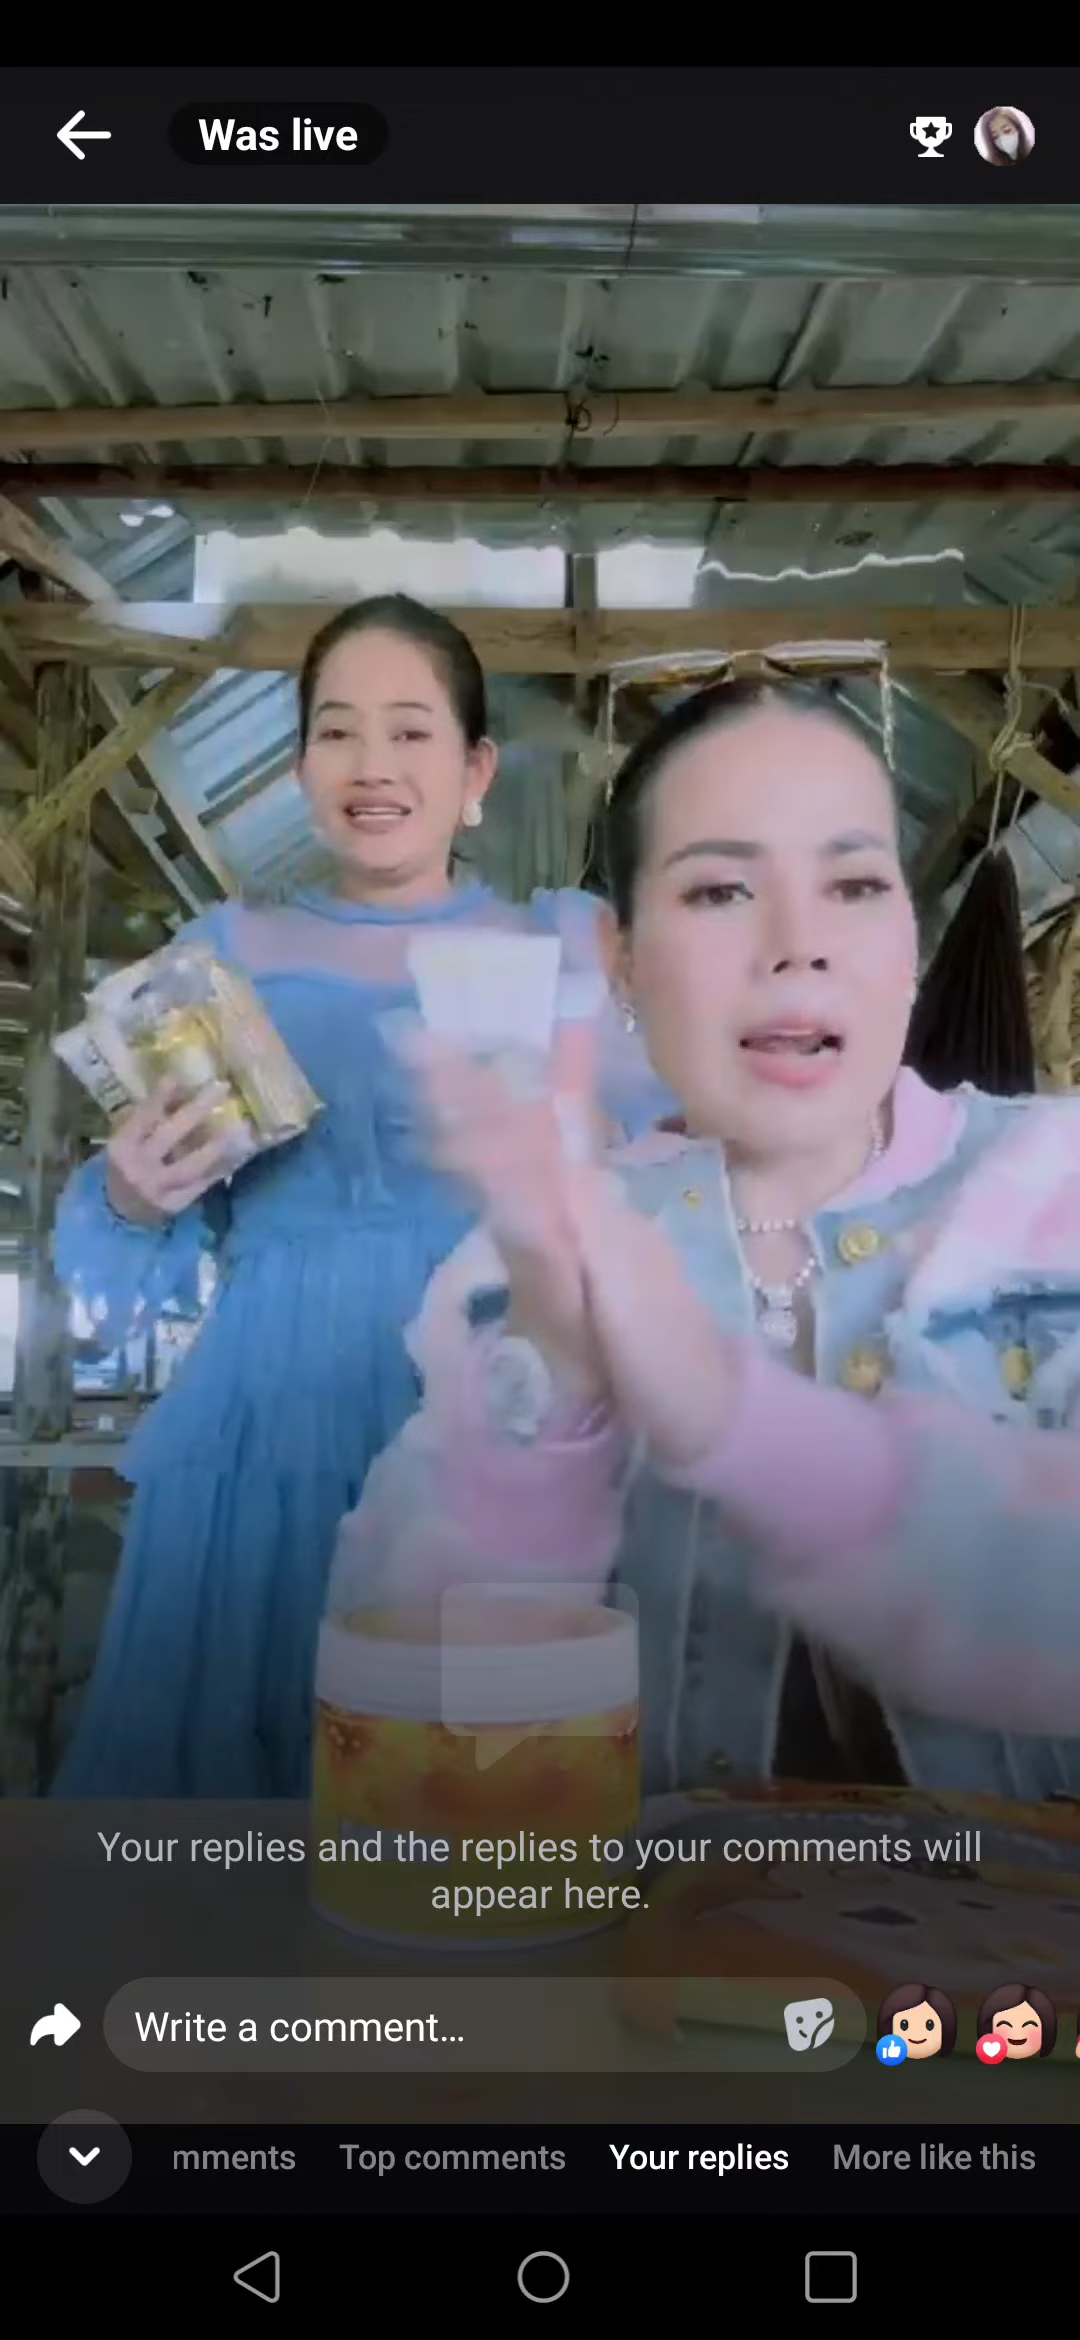 Was live
Your replies and the replies to your comments will
appear here.
Write a comment...
mments
Top comments
Your replies
More like this